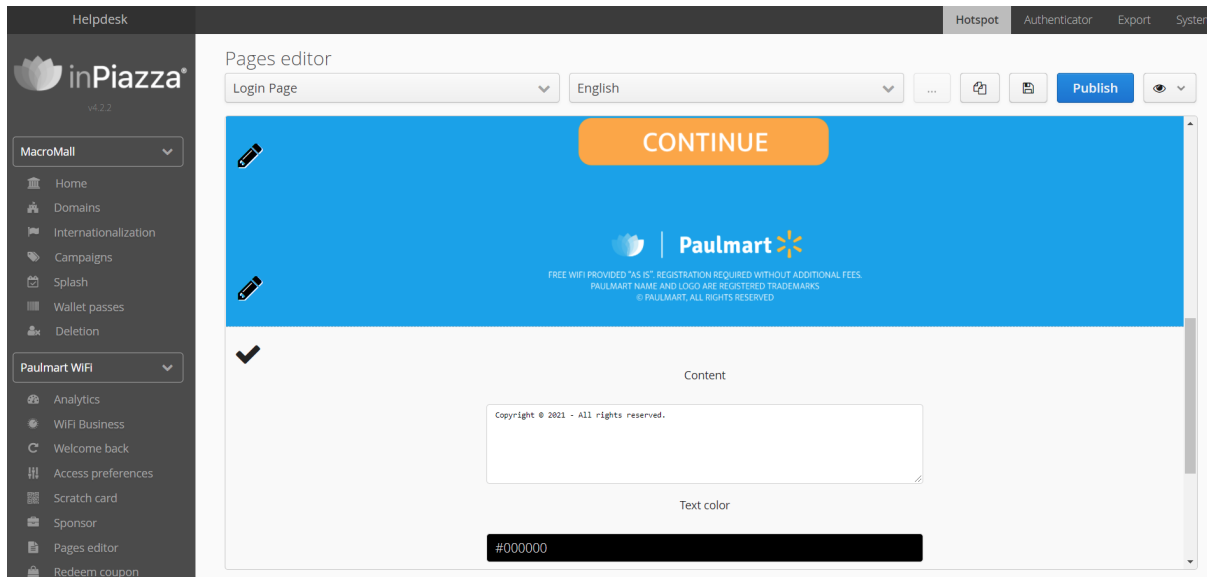 Helpdesk
Hotspot
Authenticator
Export
System
inPiazza®
v4.2.2
MacroMall
Home
Domains
Internationalization
Campaigns
Splash
Wallet passes
Deletion
Paulmart WiFi
Analytics
WiFi Business
Welcome back
Access preferences
Scratch card
Sponsor
Pages editor
Redeem coupon
Pages editor
Login Page
English
...
Publish
CONTINUE
Paulmart
FREE WIFI PROVIDED "AS IS". REGISTRATION REQUIRED WITHOUT ADDITIONAL FEES.
PAULMART NAME AND LOGO ARE REGISTERED TRADEMARKS
© PAULMART, ALL RIGHTS RESERVED
Content
Copyright © 2021 - All rights reserved.
Text color
#000000